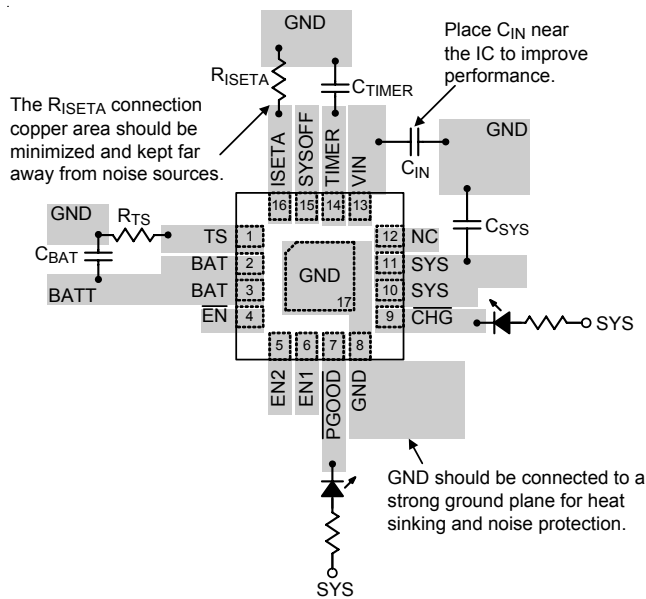 GND
Place CIN near
the IC to improve
performance.
RISETA
CTIMER
The RISETA connection
copper area should be
minimized and kept far
away from noise sources.
GND
CIN
ISETA
SYSOFF
TIMER
VIN
16
15
14
13
GND
RTS
CBAT
BATT
CSYS
TS
1
12
NC
BAT
2
11
SYS
BAT
3
10
SYS
EN
4
9
CHG
GND
17
SYS
5
6
7
8
EN2
EN1
PGOOD
GND
GND should be connected to a
strong ground plane for heat
sinking and noise protection.
SYS